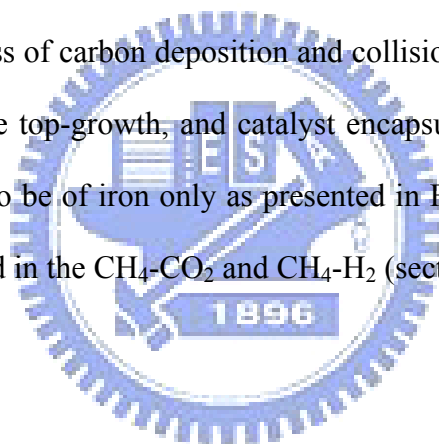 ss of carbon deposition and collisio
e top-growth, and catalyst encapsu
o be of iron only as presented in F
d in the CH₄-CO₂ and CH₄-H₂ (sect
E S A
1896